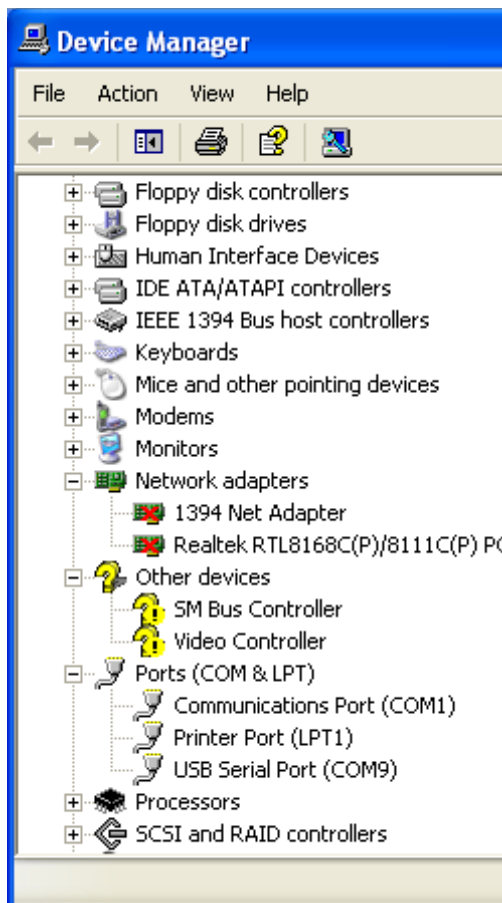 Device Manager
File Action View Help
Floppy disk controllers
Floppy disk drives
Human Interface Devices
IDE ATA/ATAPI controllers
IEEE 1394 Bus host controllers
Keyboards
Mice and other pointing devices
Modems
Monitors
Network adapters
1394 Net Adapter
Realtek RTL8168C(P)/8111C(P) PC
Other devices
SM Bus Controller
Video Controller
Ports (COM & LPT)
Communications Port (COM1)
Printer Port (LPT1)
USB Serial Port (COM9)
Processors
SCSI and RAID controllers